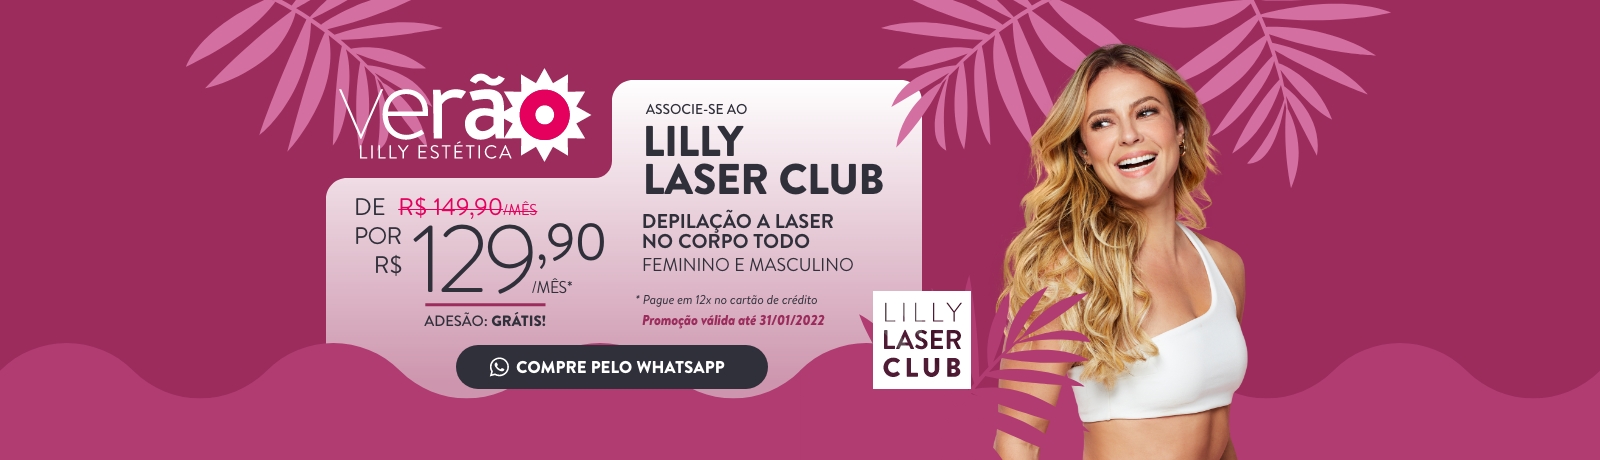 verão
LILLY ESTÉTICA
DE R$ 149,90/MÊS
POR
R$ 129,90
/MÊS*
ADESÃO: GRÁTIS!
ASSOCIE-SE AO
LILLY
LASER CLUB
DEPILAÇÃO A LASER
NO CORPO TODO
FEMININO E MASCULINO
* Pague em 12x no cartão de crédito
Promoção válida até 31/01/2022
COMPRE PELO WHATSAPP
LILLY
LASER
CLUB